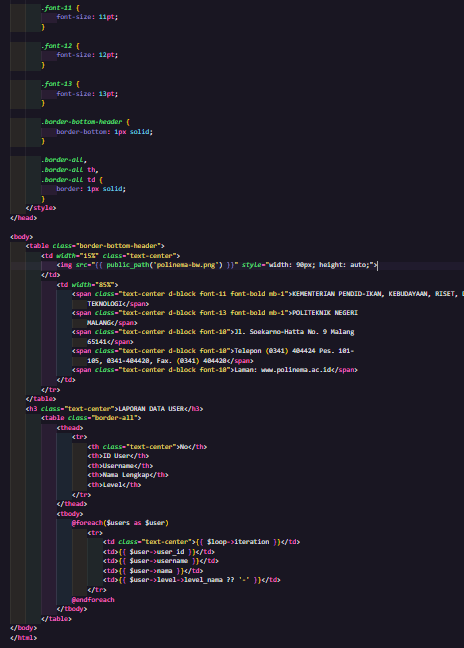 .font-11 {
font-size: 11pt;
}
.font-12 {
font-size: 12pt;
}
.font-13 {
font-size: 13pt;
}
.border-bottom-header {
border-bottom: 1px solid;
}
.border-all,
.border-all th,
.border-all td {
border: 1px solid;
}
</style>
</head>
<body>
<table class="border-bottom-header">
<td width="15%" class="text-center">
<img src="{{ public_path('polinema-bw.png') }}" style="width: 90px; height: auto;">
</td>
<td width="85%">
<span class="text-center d-block font-11 font-bold mb-1">KEMENTERIAN PENDID-IKAN, KEBUDAYAAN, RISET,
TEKNOLOGI</span>
<span class="text-center d-block font-13 font-bold mb-1">POLITEKNIK NEGERI
MALANG</span>
<span class="text-center d-block font-10">Jl. Soekarno-Hatta No. 9 Malang
65141</span>
<span class="text-center d-block font-10">Telepon (0341) 404424 Pes. 101-
105, 0341-404420, Fax. (0341) 404420</span>
<span class="text-center d-block font-10">Laman: www.polinema.ac.id</span>
</td>
</tr>
</table>
<h3 class="text-center">LAPORAN DATA USER</h3>
<table class="border-all">
<thead>
<tr>
<th class="text-center">No</th>
<th>ID User</th>
<th>Username</th>
<th>Nama Lengkap</th>
<th>Level</th>
</tr>
</thead>
<tbody>
@foreach($users as $user)
<tr>
<td class="text-center">{{ $loop->iteration }}</td>
<td>{{ $user->user_id }}</td>
<td>{{ $user->username }}</td>
<td>{{ $user->nama }}</td>
<td>{{ $user->level->level_nama ?? '-' }}</td>
</tr>
@endforeach
</tbody>
</table>
</body>
</html>